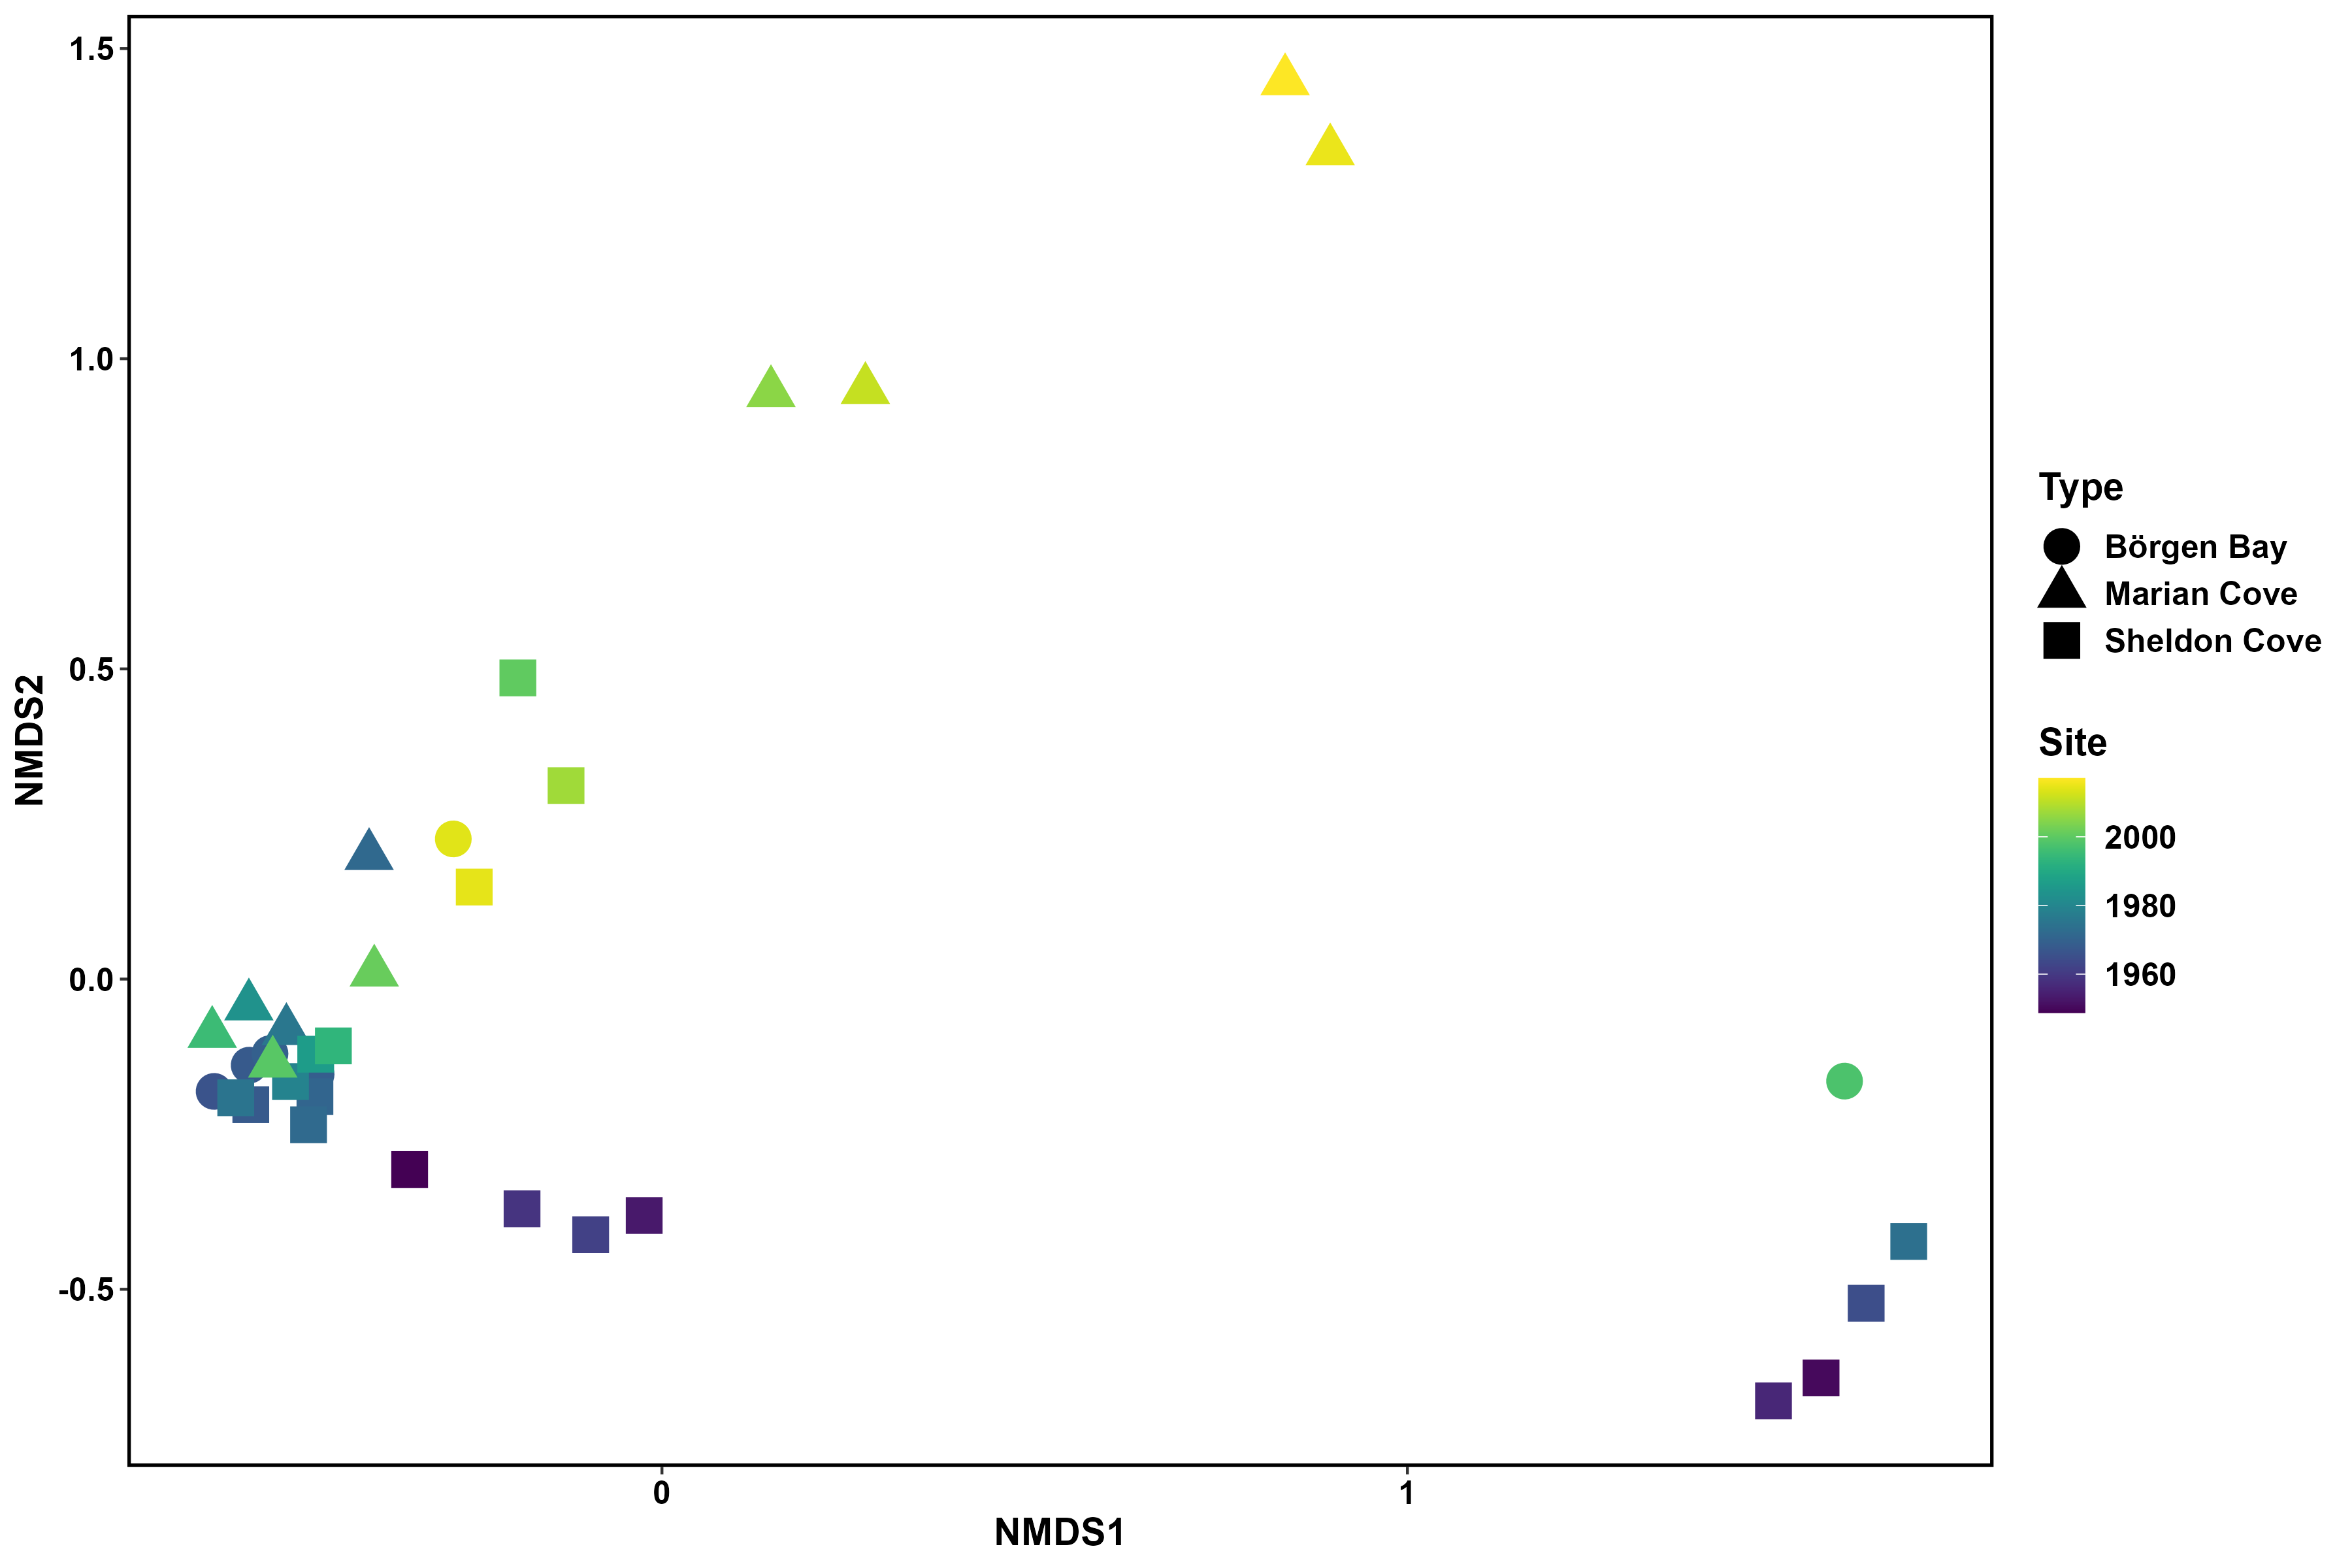 1.5
1.0
0.5
0.0
-0.5
NMDS2
0
1
NMDS1
Type
Börgen Bay
Marian Cove
Sheldon Cove
Site
2000
1980
1960